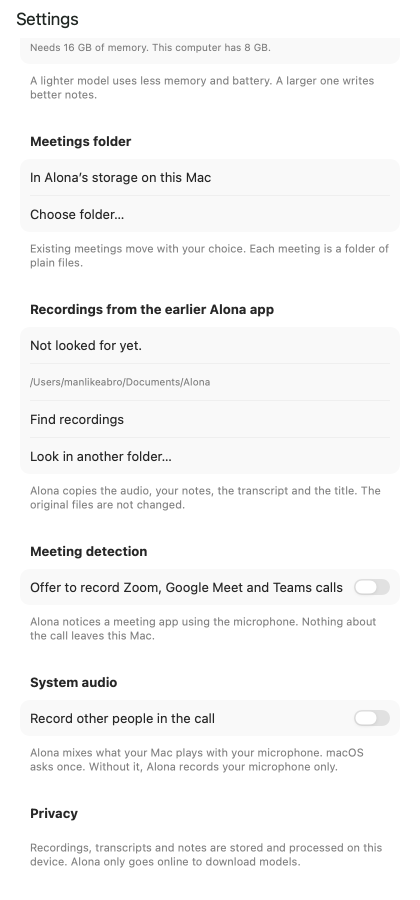 Settings
Needs 16 GB of memory. This computer has 8 GB.
A lighter model uses less memory and battery. A larger one writes
better notes.
Meetings folder
In Alona’s storage on this Mac
Choose folder…
Existing meetings move with your choice. Each meeting is a folder of
plain files.
Recordings from the earlier Alona app
Not looked for yet.
/Users/manlikeabro/Documents/Alona
Find recordings
Look in another folder…
Alona copies the audio, your notes, the transcript and the title. The
original files are not changed.
Meeting detection
Offer to record Zoom, Google Meet and Teams calls
Alona notices a meeting app using the microphone. Nothing about
the call leaves this Mac.
System audio
Record other people in the call
Alona mixes what your Mac plays with your microphone. macOS
asks once. Without it, Alona records your microphone only.
Privacy
Recordings, transcripts and notes are stored and processed on this
device. Alona only goes online to download models.